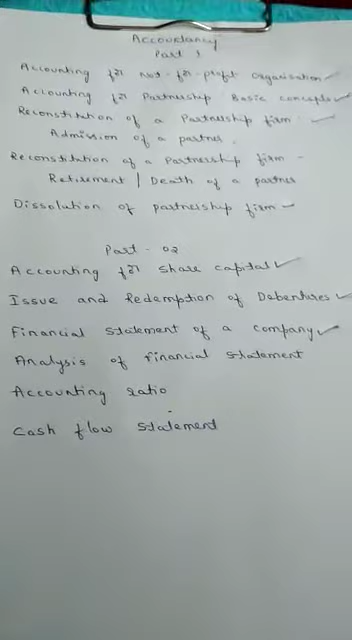 Accountancy
Part 1
Accounting for Not-for-profit organisation
Accounting for Partnership Basic concepts
Reconstitution of a Partnership firm
Admission of a partner.
Reconstitution of a Partnership firm -
Retirement / Death of a partner
Dissolution of partnership firm -
Part - 02
Accounting for share capital
Issue and Redemption of Debentures
Financial statement of a company
Analysis of financial statement
Accounting ratio
Cash flow statement